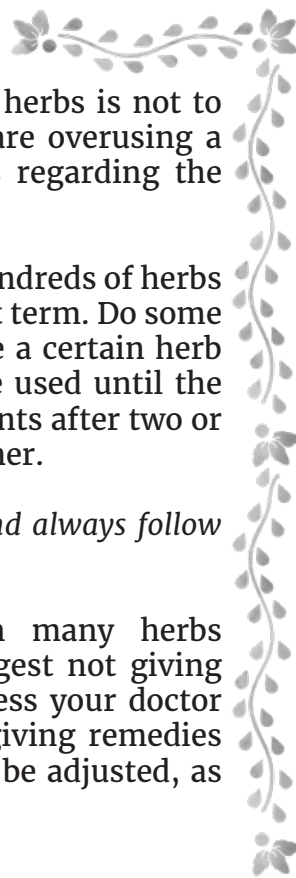 herbs is not to
are overusing a
regarding the
ndreds of herbs
term. Do some
a certain herb
used until the
nts after two or
her.
nd always follow
many herbs
gest not giving
ess your doctor
giving remedies
be adjusted, as